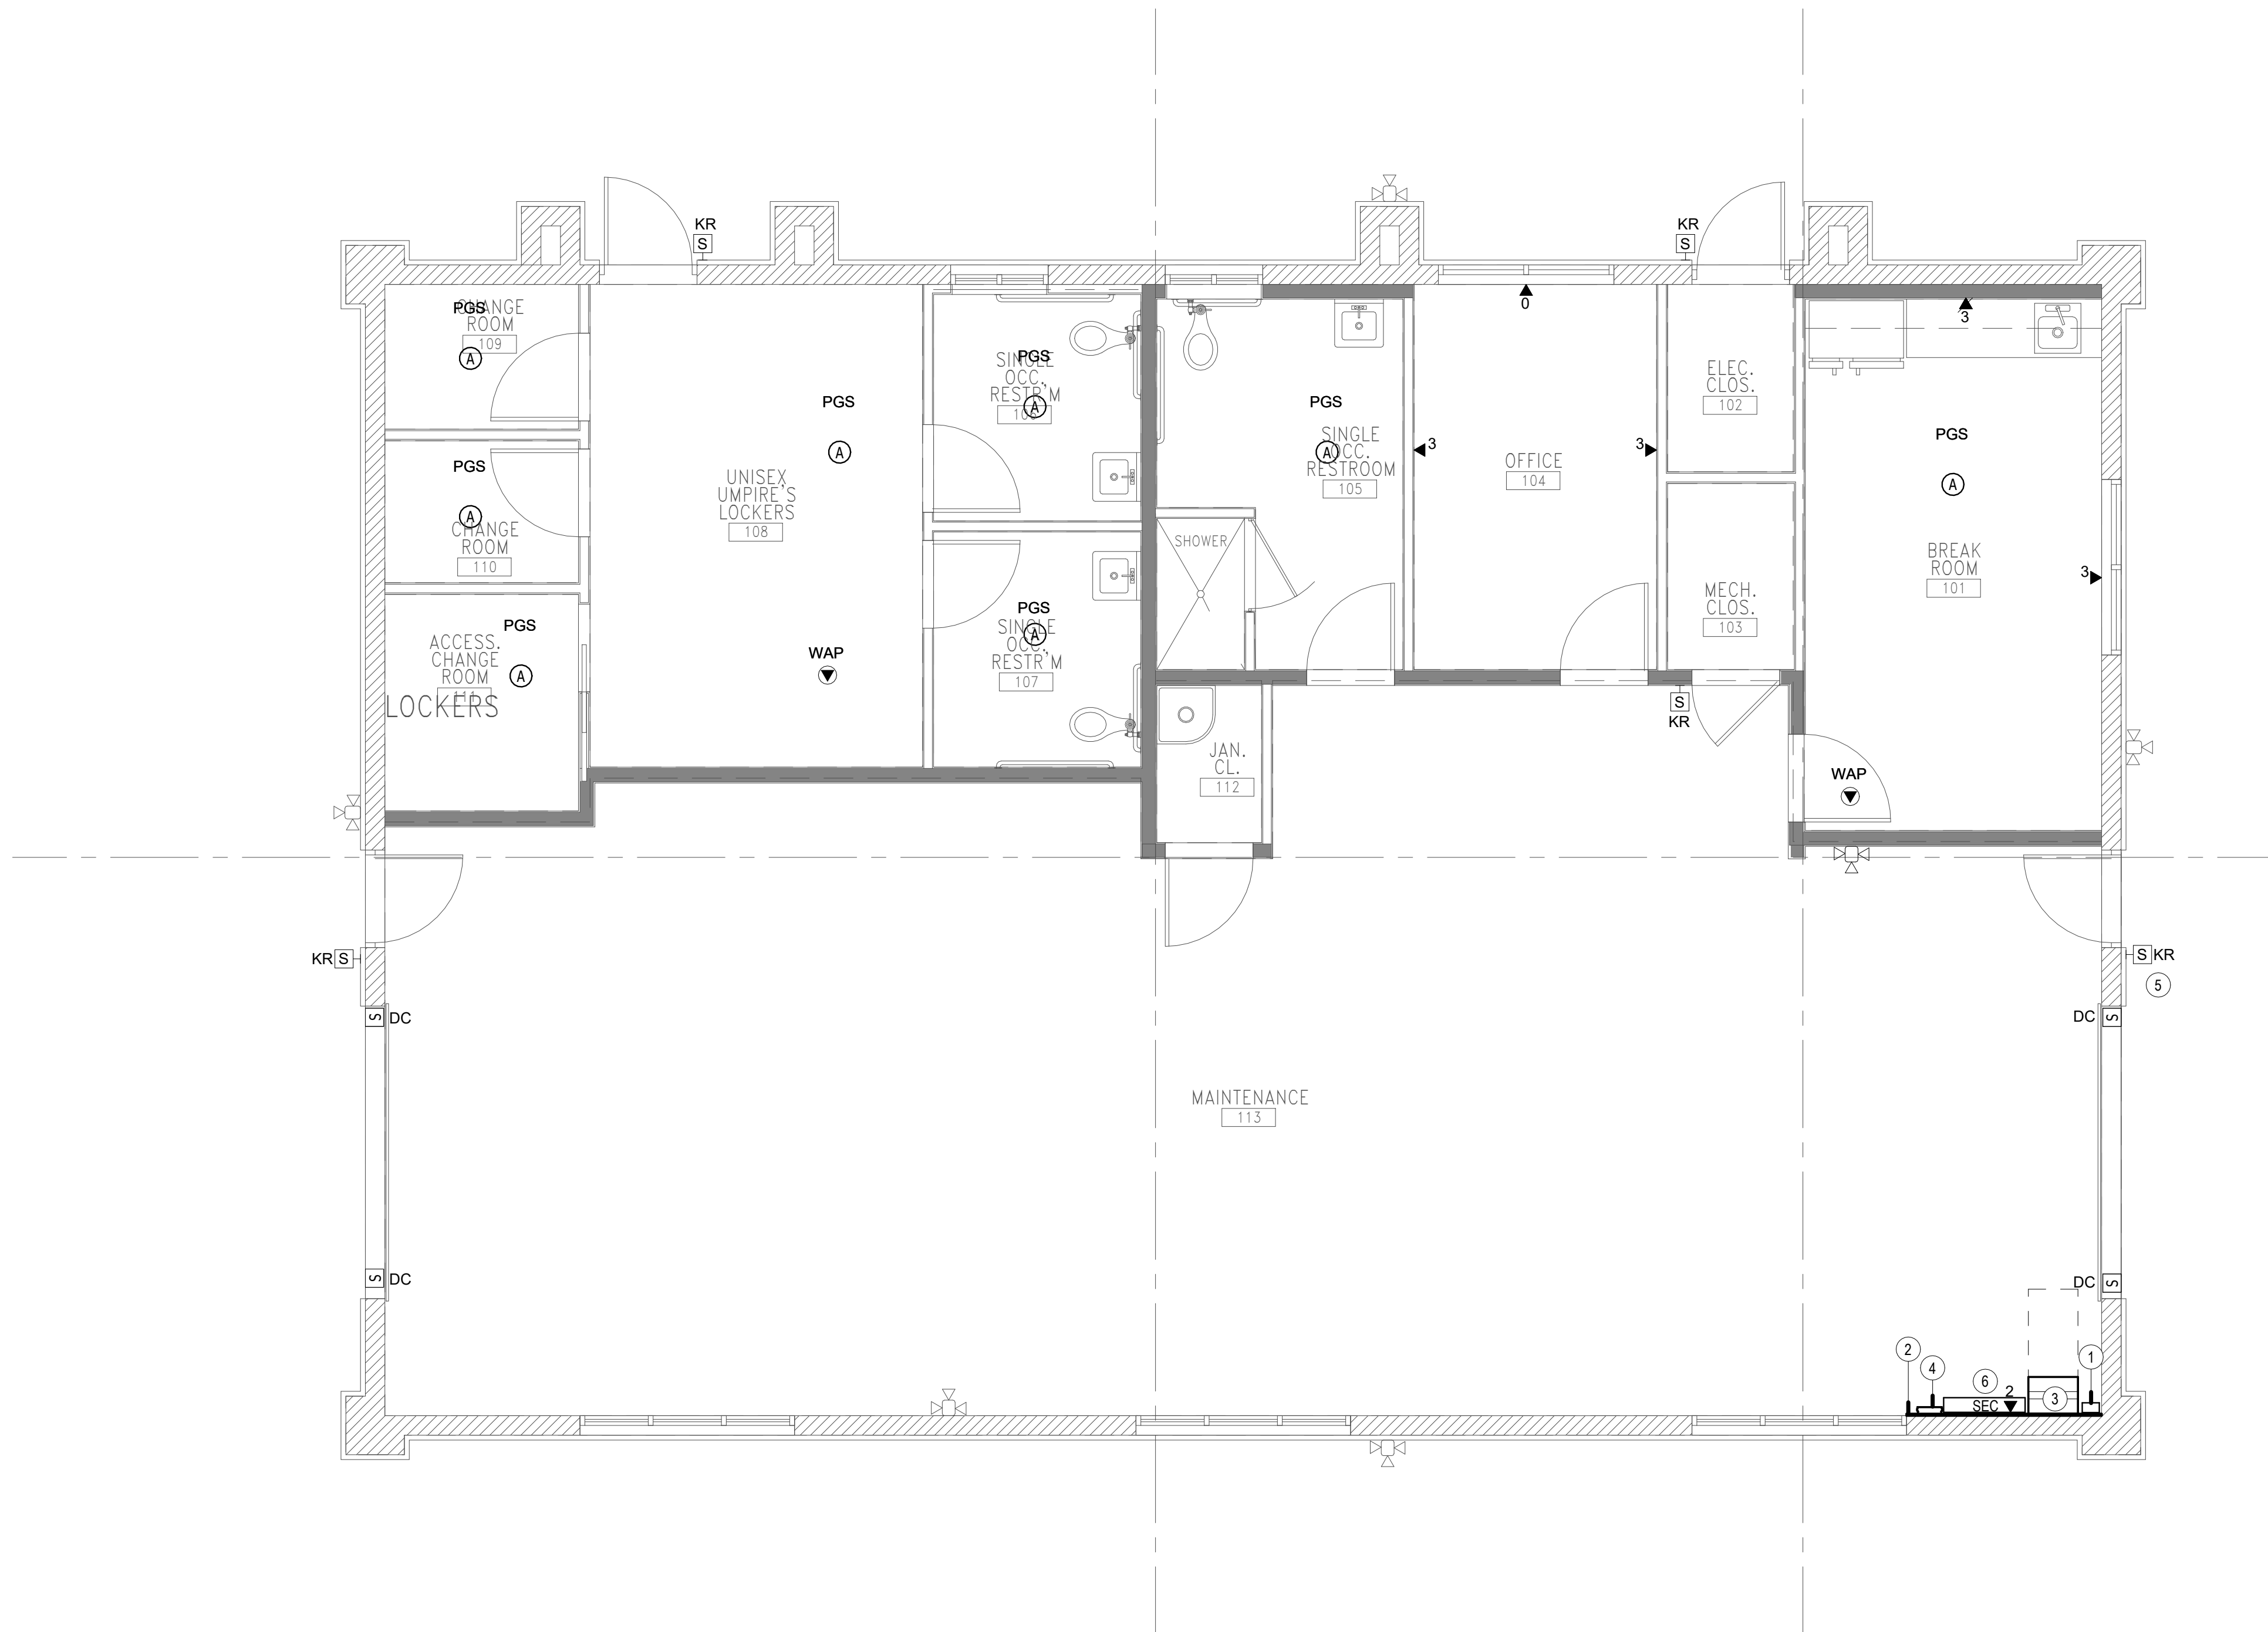 KR
S
KR
S
PGS
CHANGE
ROOM
109
A
PGS
A
CHANGE
ROOM
110
PGS
ACCESS.
CHANGE
ROOM
111
A
LOCKERS
PGS
A
UNISEX
UMPIRE'S
LOCKERS
108
WAP
PGS
SINGLE
OCC.,
RESTR'M
106
A
PGS
SINGLE
OCC.,
RESTR'M
107
A
PGS
SINGLE
OCC.
RESTROOM
105
A
SHOWER
0
3
3
OFFICE
104
ELEC.
CLOS.
102
MECH.
CLOS.
103
S
KR
3
PGS
A
BREAK
ROOM
101
3
WAP
JAN.
CL.
112
KR S
S KR
5
S DC
DC S
MAINTENANCE
113
S DC
DC S
2
4
6
2
SEC
3
1